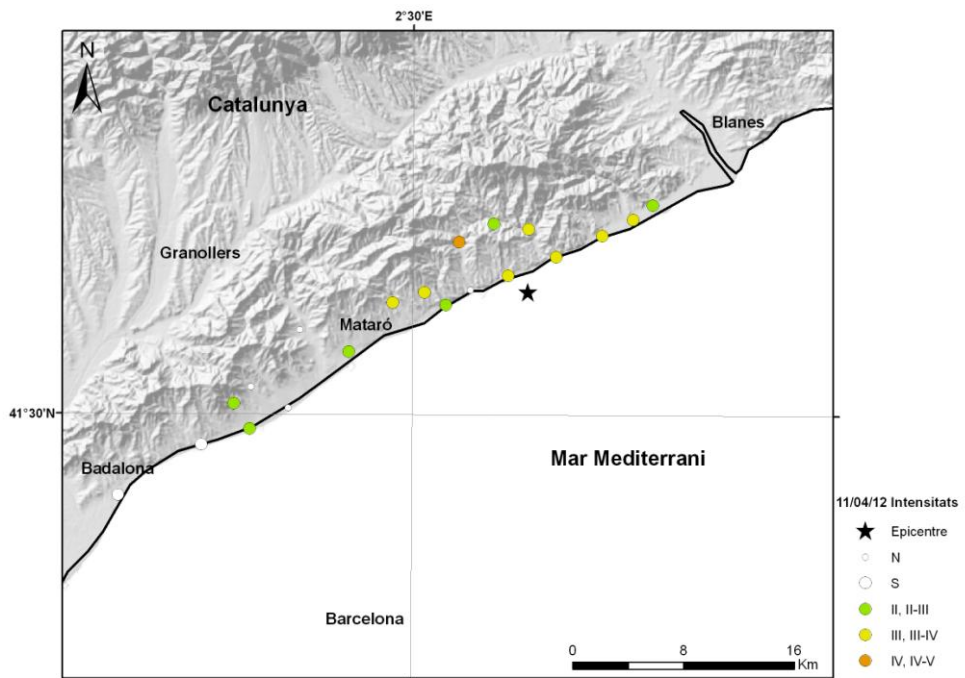 2°30'E
N
Catalunya
Blanes
Granollers
Mataró
41°30'N
Mar Mediterrani
Badalona
11/04/12 Intensitats
Epicentre
N
S
II, II-III
III, III-IV
IV, IV-V
Barcelona
0 8 16
Km